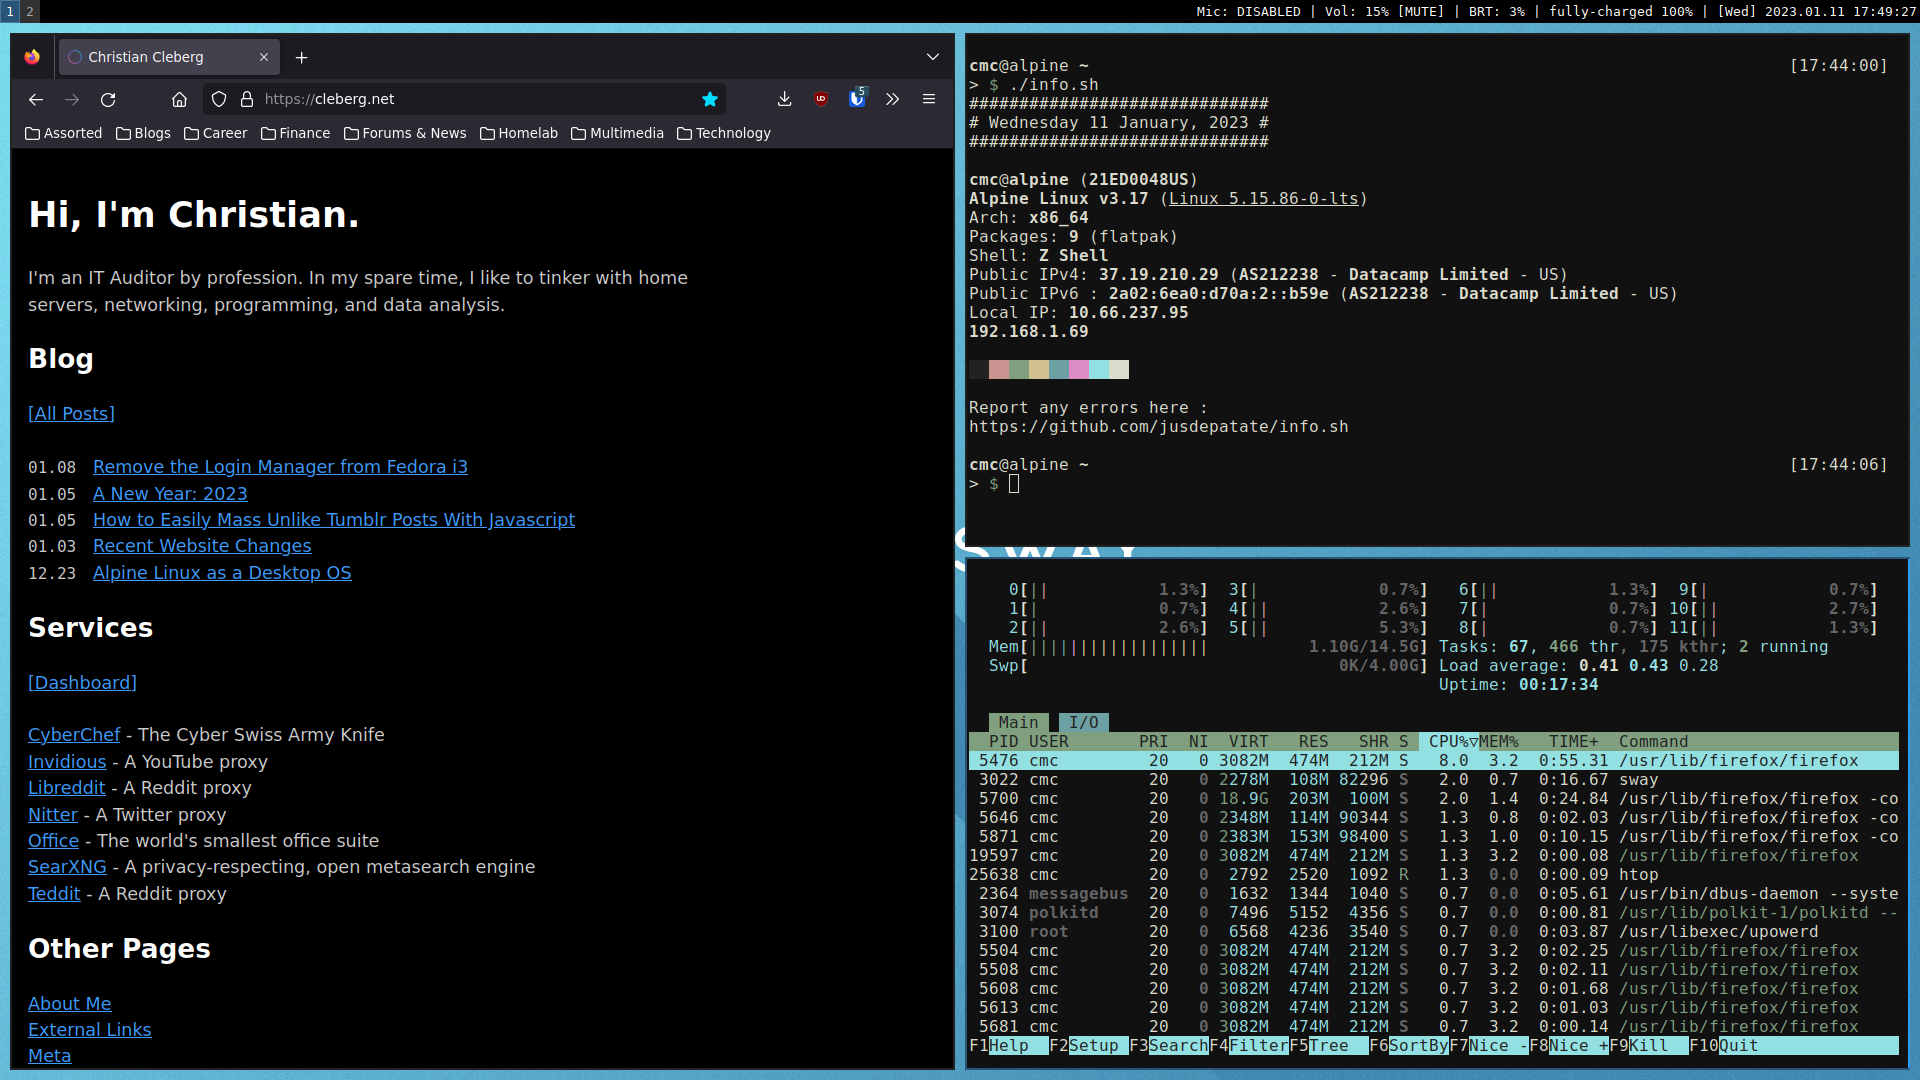 1 2
Mic: DISABLED | Vol: 15% [MUTE] | BRT: 3% | fully-charged 100% | [Wed] 2023.01.11 17:49:27
Christian Cleberg
https://cleberg.net
5
Assorted Blogs Career Finance Forums & News Homelab Multimedia Technology
Hi, I'm Christian.
I'm an IT Auditor by profession. In my spare time, I like to tinker with home
servers, networking, programming, and data analysis.
Blog
[All Posts]
01.08 Remove the Login Manager from Fedora i3
01.05 A New Year: 2023
01.05 How to Easily Mass Unlike Tumblr Posts With Javascript
01.03 Recent Website Changes
12.23 Alpine Linux as a Desktop OS
Services
[Dashboard]
CyberChef - The Cyber Swiss Army Knife
Invidious - A YouTube proxy
Libreddit - A Reddit proxy
Nitter - A Twitter proxy
Office - The world's smallest office suite
SearXNG - A privacy-respecting, open metasearch engine
Teddit - A Reddit proxy
Other Pages
About Me
External Links
Meta
cmc@alpine ~ [17:44:00]
> $ ./info.sh
##############################
# Wednesday 11 January, 2023 #
##############################
cmc@alpine (21ED0048US)
Alpine Linux v3.17 (Linux 5.15.86-0-lts)
Arch: x86_64
Packages: 9 (flatpak)
Shell: Z Shell
Public IPv4: 37.19.210.29 (AS212238 - Datacamp Limited - US)
Public IPv6 : 2a02:6ea0:d70a:2::b59e (AS212238 - Datacamp Limited - US)
Local IP: 10.66.237.95
192.168.1.69
Report any errors here :
https://github.com/jusdepatate/info.sh
cmc@alpine ~ [17:44:06]
> $
SWAY
0[|| 1.3%] 3[| 0.7%] 6[|| 1.3%] 9[| 0.7%]
1[| 0.7%] 4[|| 2.6%] 7[| 0.7%] 10[|| 2.7%]
2[|| 2.6%] 5[|| 5.3%] 8[| 0.7%] 11[|| 1.3%]
Mem[|||||||||||||||||| 1.10G/14.5G] Tasks: 67, 466 thr, 175 kthr; 2 running
Swp[ 0K/4.00G] Load average: 0.41 0.43 0.28
Uptime: 00:17:34
Main I/O
PID USER PRI NI VIRT RES SHR S CPU%▽MEM% TIME+ Command
5476 cmc 20 0 3082M 474M 212M S 8.0 3.2 0:55.31 /usr/lib/firefox/firefox
3022 cmc 20 0 2278M 108M 82296 S 2.0 0.7 0:16.67 sway
5700 cmc 20 0 18.9G 203M 100M S 2.0 1.4 0:24.84 /usr/lib/firefox/firefox -co
5646 cmc 20 0 2348M 114M 90344 S 1.3 0.8 0:02.03 /usr/lib/firefox/firefox -co
5871 cmc 20 0 2383M 153M 98400 S 1.3 1.0 0:10.15 /usr/lib/firefox/firefox -co
19597 cmc 20 0 3082M 474M 212M S 1.3 3.2 0:00.08 /usr/lib/firefox/firefox
25638 cmc 20 0 2792 2520 1092 R 1.3 0.0 0:00.09 htop
2364 messagebus 20 0 1632 1344 1040 S 0.7 0.0 0:05.61 /usr/bin/dbus-daemon --syste
3074 polkitd 20 0 7496 5152 4356 S 0.7 0.0 0:00.81 /usr/lib/polkit-1/polkitd --
3100 root 20 0 6568 4236 3540 S 0.7 0.0 0:03.87 /usr/libexec/upowerd
5504 cmc 20 0 3082M 474M 212M S 0.7 3.2 0:02.25 /usr/lib/firefox/firefox
5508 cmc 20 0 3082M 474M 212M S 0.7 3.2 0:02.11 /usr/lib/firefox/firefox
5608 cmc 20 0 3082M 474M 212M S 0.7 3.2 0:01.68 /usr/lib/firefox/firefox
5613 cmc 20 0 3082M 474M 212M S 0.7 3.2 0:01.03 /usr/lib/firefox/firefox
5681 cmc 20 0 3082M 474M 212M S 0.7 3.2 0:00.14 /usr/lib/firefox/firefox
F1Help F2Setup F3SearchF4FilterF5Tree F6SortByF7Nice -F8Nice +F9Kill F10Quit